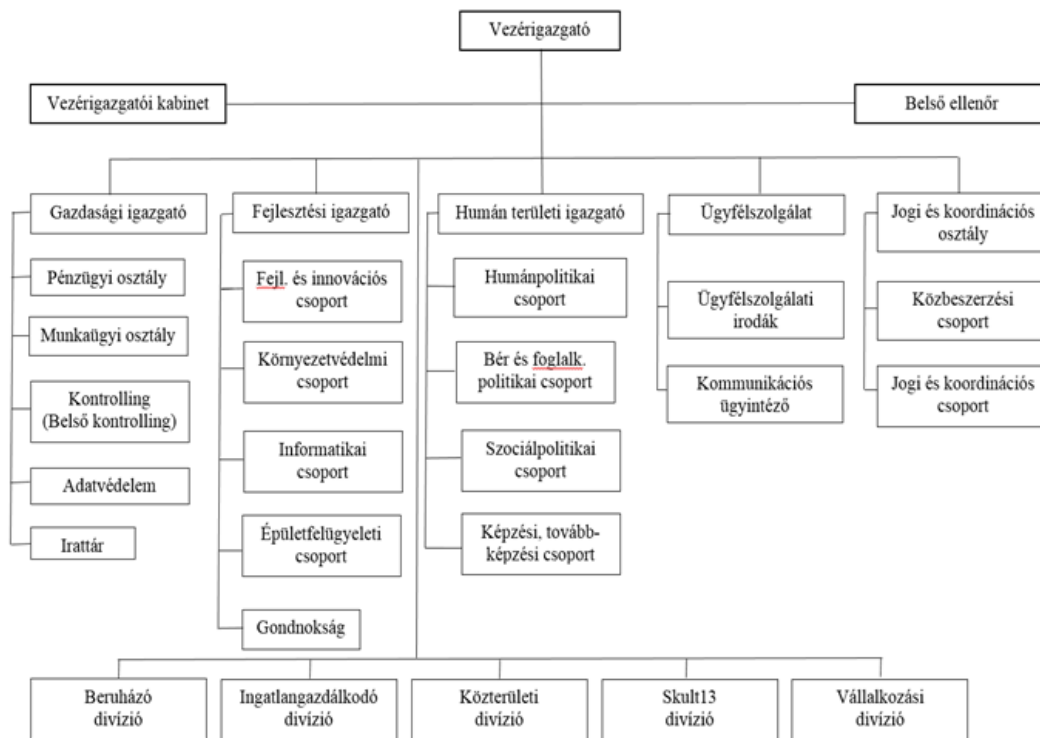 Vezérigazgató
Vezérigazgatói kabinet
Belső ellenőr
Gazdasági igazgató
Pénzügyi osztály
Munkaügyi osztály
Kontrolling
(Belső kontrolling)
Adatvédelem
Irattár
Fejlesztési igazgató
Fejl. és innovációs
csoport
Környezetvédelmi
csoport
Informatikai
csoport
Épületfelügyeleti
csoport
Gondnokság
Humán területi igazgató
Humánpolitikai
csoport
Bér és foglalk.
politikai csoport
Szociálpolitikai
csoport
Képzési, tovább-
képzési csoport
Ügyfélszolgálat
Ügyfélszolgálati
irodák
Kommunikációs
ügyintéző
Jogi és koordinációs
osztály
Közbeszerzési
csoport
Jogi és koordinációs
csoport
Beruházó
divízió
Ingatlangazdálkodó
divízió
Közterületi
divízió
Skult13
divízió
Vállalkozási
divízió